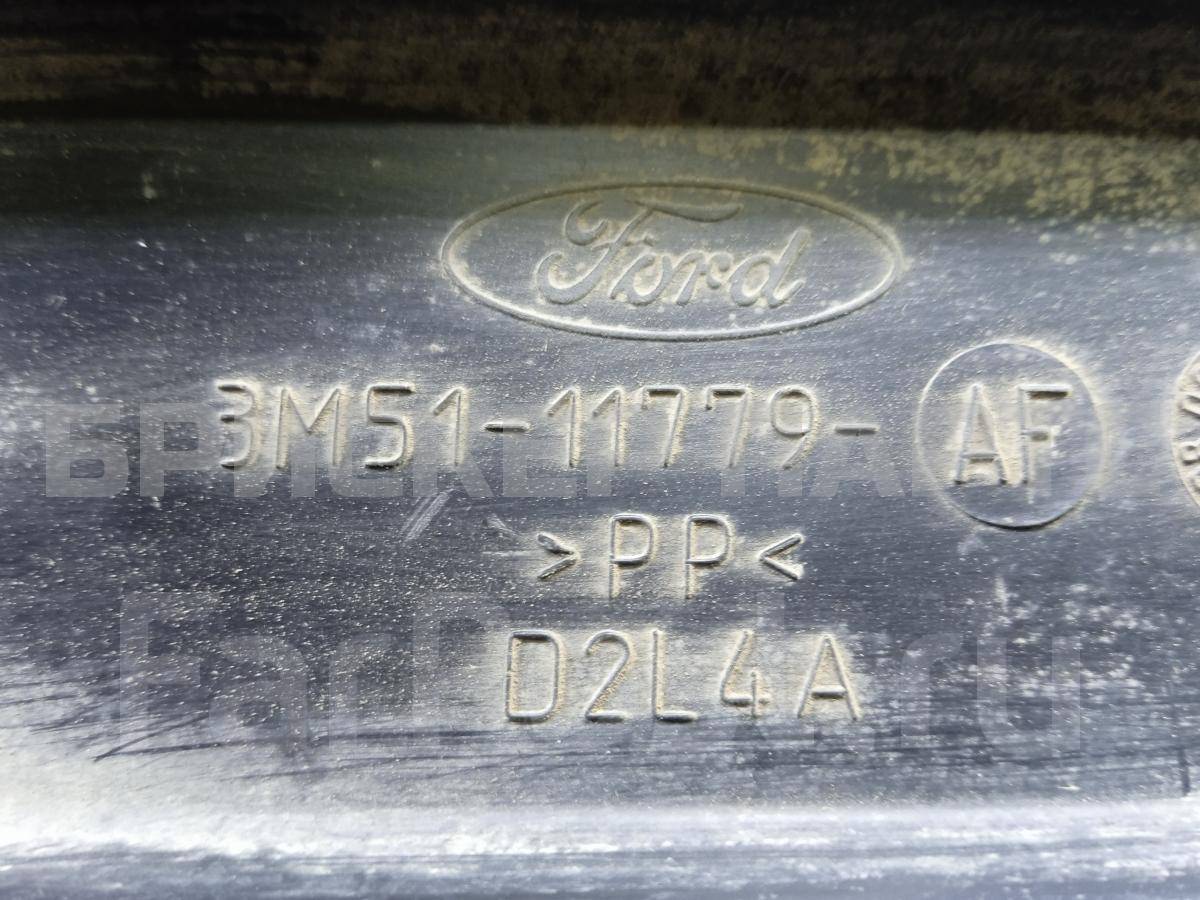 Ford
3M51-11779-AF
>PP<
D2L4A